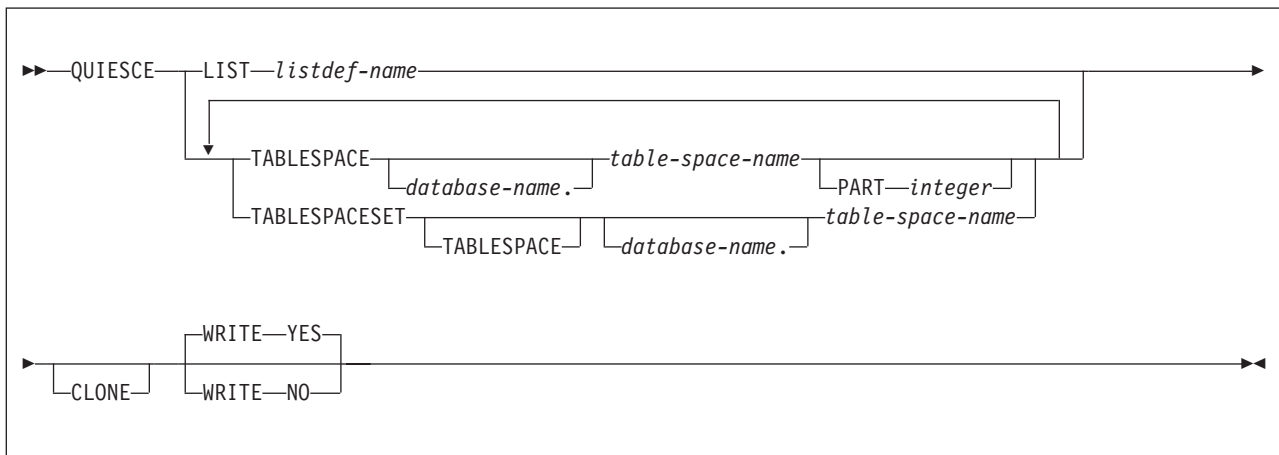 QUIESCE LIST listdef-name
TABLESPACE table-space-name
database-name. PART integer
TABLESPACESET table-space-name
TABLESPACE database-name.
WRITE YES
CLONE WRITE NO